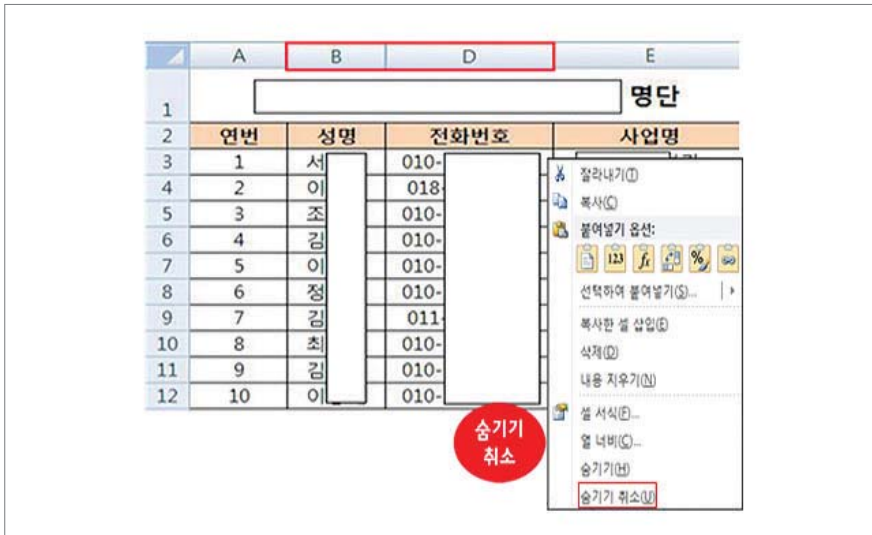 A B D E
1 명단
2 연번 성명 전화번호 사업명
3 1 서 010-
4 2 이 018-
5 3 조 010-
6 4 김 010-
7 5 이 010-
8 6 정 010-
9 7 김 011-
10 8 최 010-
11 9 김 010-
12 10 이 010-
잘라내기(T)
복사(C)
붙여넣기 옵션:
123 fx %
선택하여 붙여넣기(S)...
복사한 셀 삽입(E)
삭제(D)
내용 지우기(N)
셀 서식(F)...
열 너비(C)...
숨기기(H)
숨기기 취소(U)
숨기기
취소